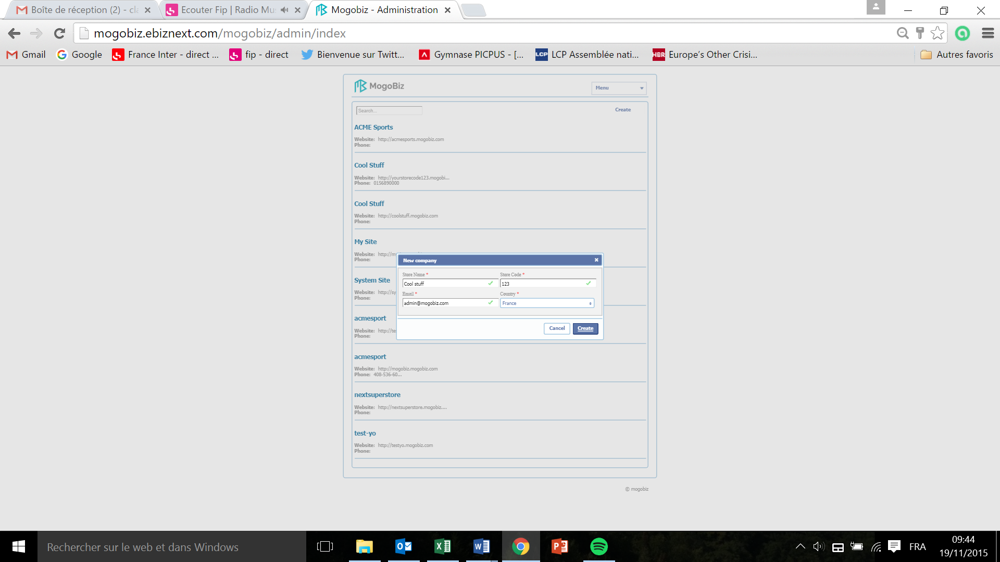 Boîte de réception (2) - cla
Ecouter Fip | Radio Mu
Mogobiz - Administration
mogobiz.ebiznext.com/mogobiz/admin/index
Gmail
Google
France Inter - direct ...
fip - direct
Bienvenue sur Twitt...
Gymnase PICPUS - [...
LCP
LCP Assemblée nati...
HBR
Europe's Other Crisi...
Autres favoris
MogoBiz
Menu
Search...
Create
ACME Sports
Website: http://acmesports.mogobiz.com
Phone:
Cool Stuff
Website: http://yourstorecode123.mogobi...
Phone: 0156890000
Cool Stuff
Website: http://coolstuff.mogobiz.com
Phone:
My Site
Website: http://m
Phone:
New company
Store Name *
Store Code *
Cool stuff
123
Email *
Country *
admin@mogobiz.com
France
Cancel
Create
System Site
Website: http://sy
Phone:
acmesport
Website: http://te
Phone:
acmesport
Website: http://mogobiz.mogobiz.com
Phone: 408-536-60...
nextsuperstore
Website: http://nextsuperstore.mogobiz....
Phone:
test-yo
Website: http://testyo.mogobiz.com
Phone:
© mogobiz
Rechercher sur le web et dans Windows
FRA
09:44
19/11/2015